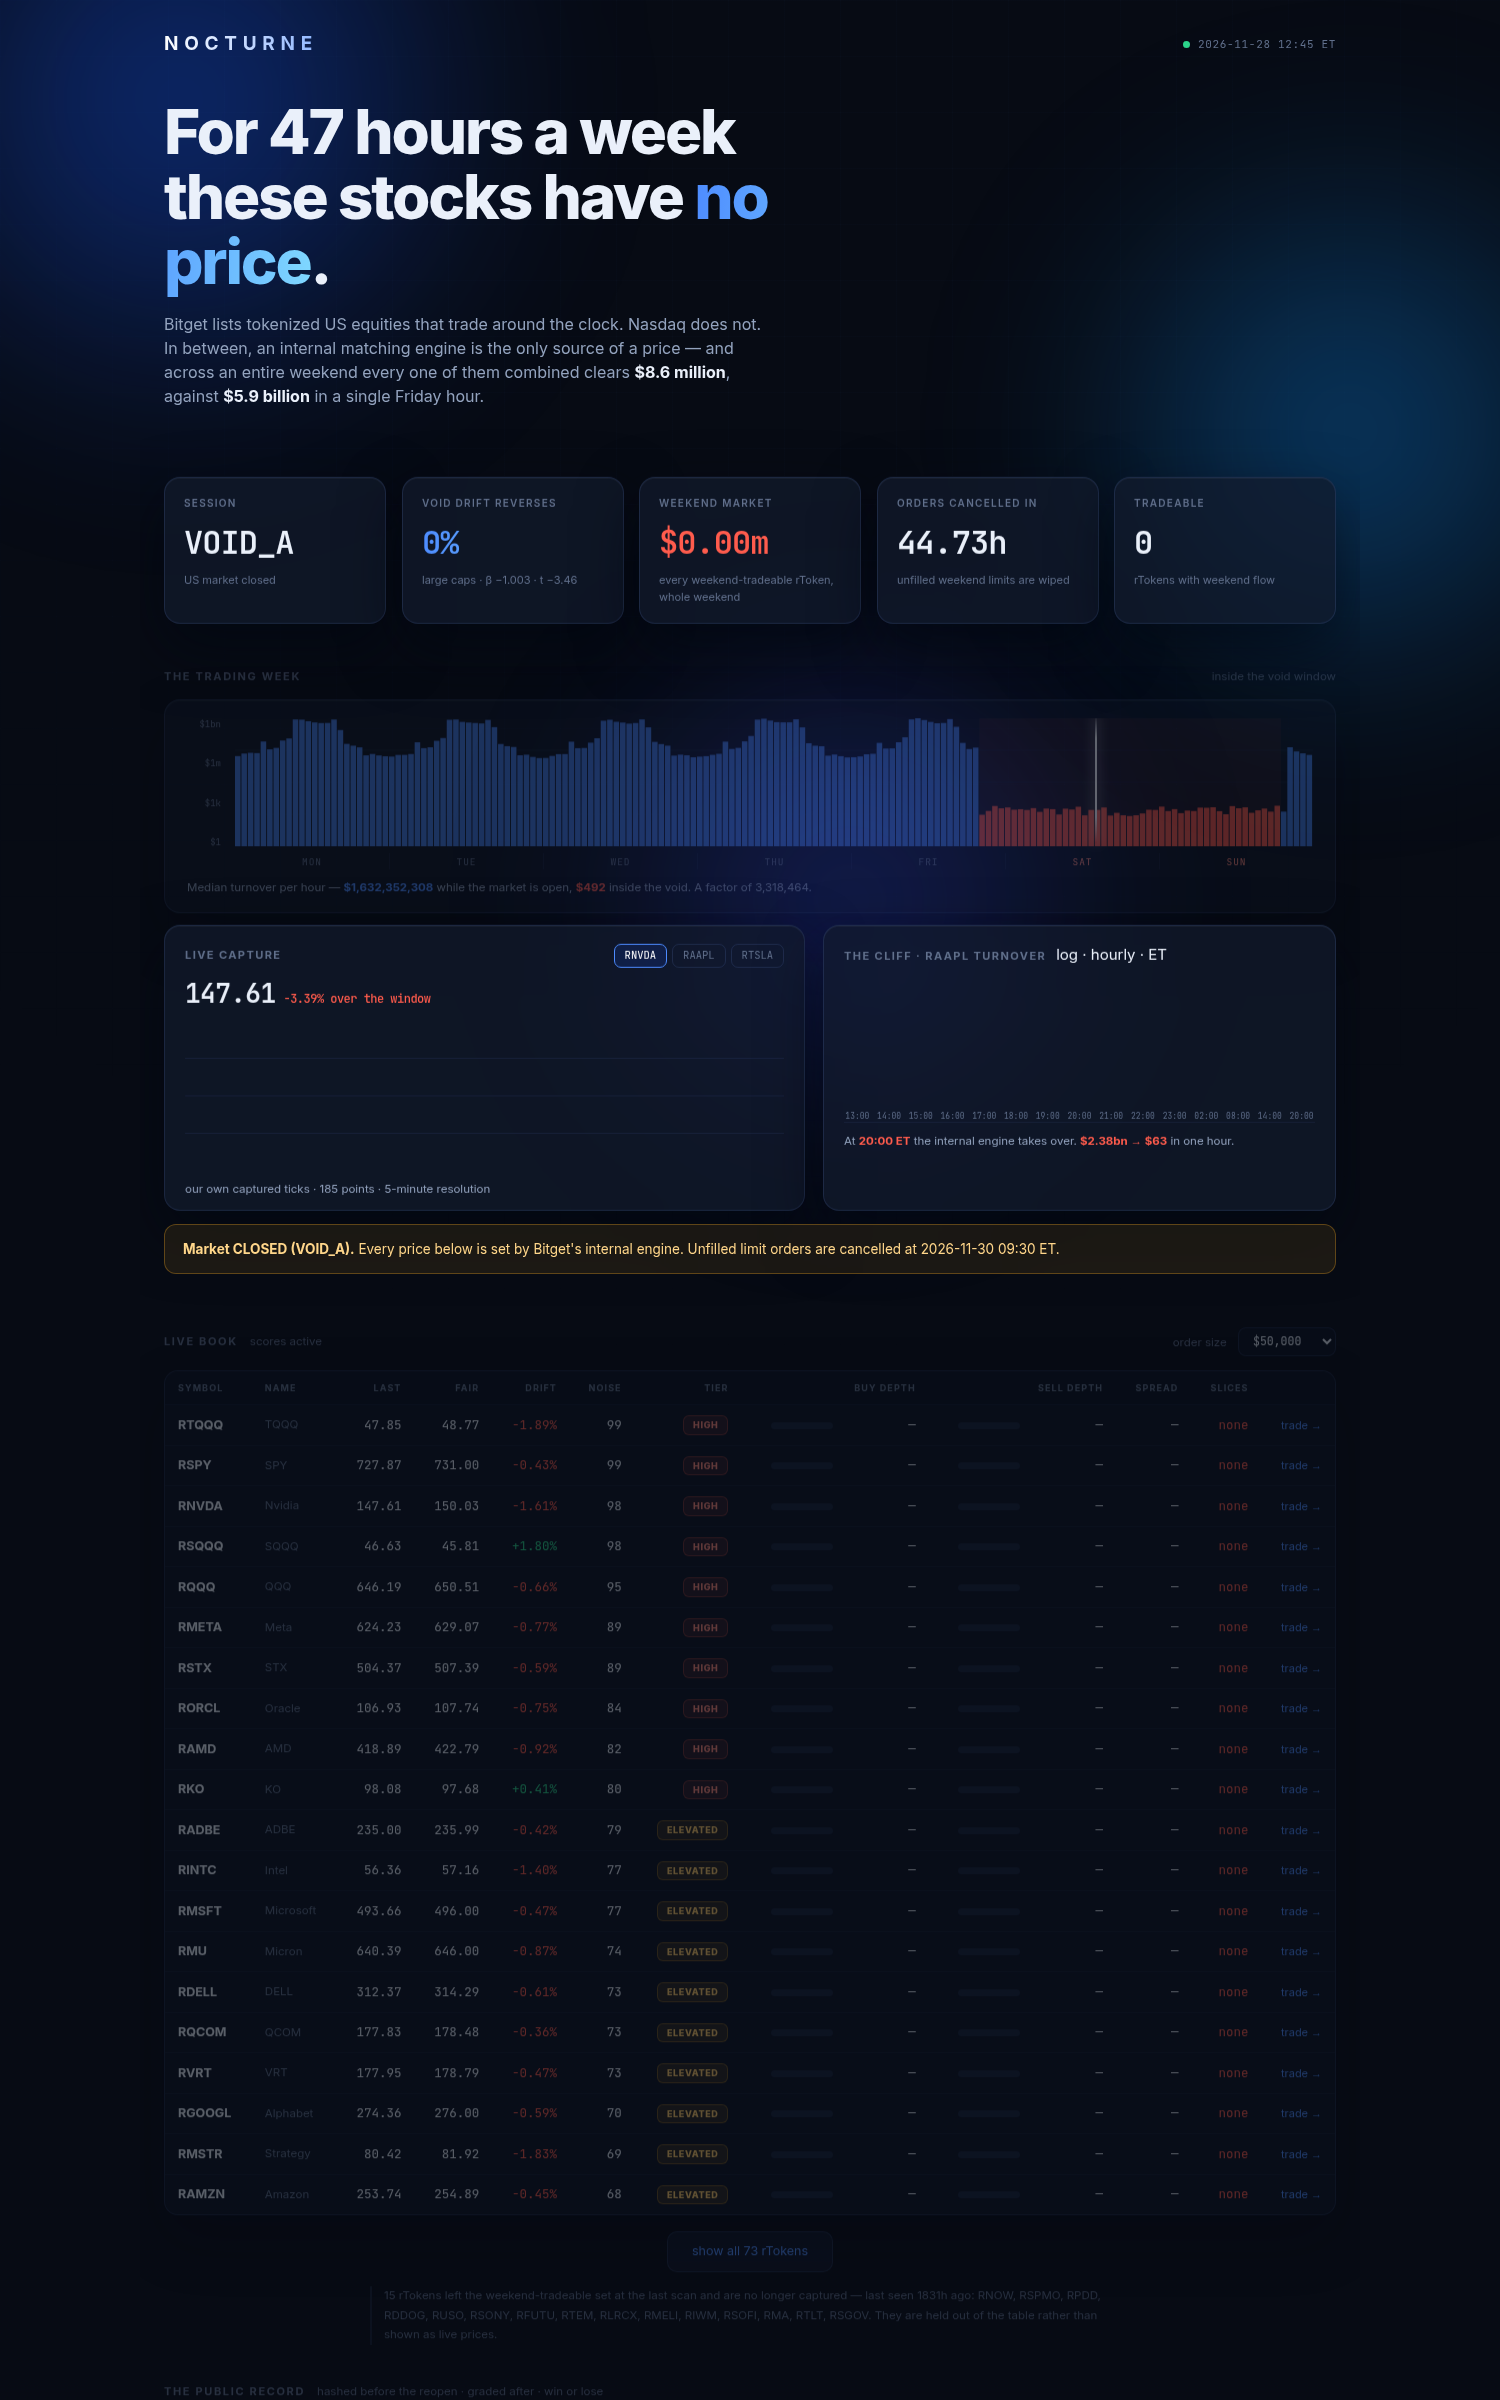 NOCTURNE
2026-11-28 12:45 ET
For 47 hours a week
these stocks have no
price.
Bitget lists tokenized US equities that trade around the clock. Nasdaq does not.
In between, an internal matching engine is the only source of a price — and
across an entire weekend every one of them combined clears $8.6 million,
against $5.9 billion in a single Friday hour.
SESSION
VOID_A
US market closed
VOID DRIFT REVERSES
0%
large caps · β −1.003 · t −3.46
WEEKEND MARKET
$0.00m
every weekend-tradeable rToken,
whole weekend
ORDERS CANCELLED IN
44.73h
unfilled weekend limits are wiped
TRADEABLE
0
rTokens with weekend flow
THE TRADING WEEK
inside the void window
$1bn
$1m
$1k
$1
MON TUE WED THU FRI SAT SUN
Median turnover per hour — $1,632,352,308 while the market is open, $492 inside the void. A factor of 3,318,464.
LIVE CAPTURE
RNVDA RAAPL RTSLA
147.61 -3.39% over the window
our own captured ticks · 185 points · 5-minute resolution
THE CLIFF · RAAPL TURNOVER log · hourly · ET
13:00 14:00 15:00 16:00 17:00 18:00 19:00 20:00 21:00 22:00 23:00 02:00 08:00 14:00 20:00
At 20:00 ET the internal engine takes over. $2.38bn → $63 in one hour.
Market CLOSED (VOID_A). Every price below is set by Bitget's internal engine. Unfilled limit orders are cancelled at 2026-11-30 09:30 ET.
LIVE BOOK scores active
order size $50,000
SYMBOL NAME LAST FAIR DRIFT NOISE TIER BUY DEPTH SELL DEPTH SPREAD SLICES
RTQQQ TQQQ 47.85 48.77 -1.89% 99 HIGH — — — none trade →
RSPY SPY 727.87 731.00 -0.43% 99 HIGH — — — none trade →
RNVDA Nvidia 147.61 150.03 -1.61% 98 HIGH — — — none trade →
RSQQQ SQQQ 46.63 45.81 +1.80% 98 HIGH — — — none trade →
RQQQ QQQ 646.19 650.51 -0.66% 95 HIGH — — — none trade →
RMETA Meta 624.23 629.07 -0.77% 89 HIGH — — — none trade →
RSTX STX 504.37 507.39 -0.59% 89 HIGH — — — none trade →
RORCL Oracle 106.93 107.74 -0.75% 84 HIGH — — — none trade →
RAMD AMD 418.89 422.79 -0.92% 82 HIGH — — — none trade →
RKO KO 98.08 97.68 +0.41% 80 HIGH — — — none trade →
RADBE ADBE 235.00 235.99 -0.42% 79 ELEVATED — — — none trade →
RINTC Intel 56.36 57.16 -1.40% 77 ELEVATED — — — none trade →
RMSFT Microsoft 493.66 496.00 -0.47% 77 ELEVATED — — — none trade →
RMU Micron 640.39 646.00 -0.87% 74 ELEVATED — — — none trade →
RDELL DELL 312.37 314.29 -0.61% 73 ELEVATED — — — none trade →
RQCOM QCOM 177.83 178.48 -0.36% 73 ELEVATED — — — none trade →
RVRT VRT 177.95 178.79 -0.47% 73 ELEVATED — — — none trade →
RGOOGL Alphabet 274.36 276.00 -0.59% 70 ELEVATED — — — none trade →
RMSTR Strategy 80.42 81.92 -1.83% 69 ELEVATED — — — none trade →
RAMZN Amazon 253.74 254.89 -0.45% 68 ELEVATED — — — none trade →
show all 73 rTokens
15 rTokens left the weekend-tradeable set at the last scan and are no longer captured — last seen 1831h ago: RNOW, RSPMO, RPDD,
RDDOG, RUSO, RSONY, RFUTU, RTEM, RLRCX, RMELI, RIWM, RSOFI, RMA, RTLT, RSGOV. They are held out of the table rather than
shown as live prices.
THE PUBLIC RECORD hashed before the reopen · graded after · win or lose